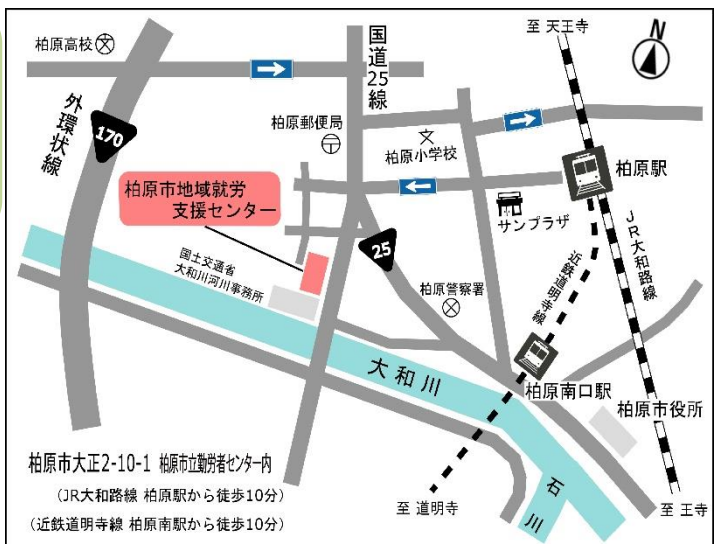 至 天王寺
N
国道25線
柏原高校
外環状線
170
柏原郵便局
柏原小学校
柏原駅
柏原市地域就労
支援センター
サンプラザ
JR大和路線
近鉄道明寺線
25
国土交通省
大和川河川事務所
柏原警察署
大和川
柏原南口駅
柏原市役所
柏原市大正2-10-1 柏原市立勤労者センター内
(JR大和路線 柏原駅から徒歩10分)
(近鉄道明寺線 柏原南駅から徒歩10分)
石川
至 道明寺
至 王寺